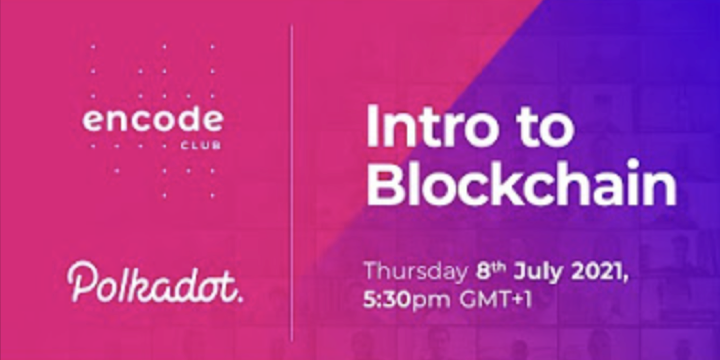 encode
CLUB
Polkadot.
Intro to
Blockchain
Thursday 8th July 2021,
5:30pm GMT+1